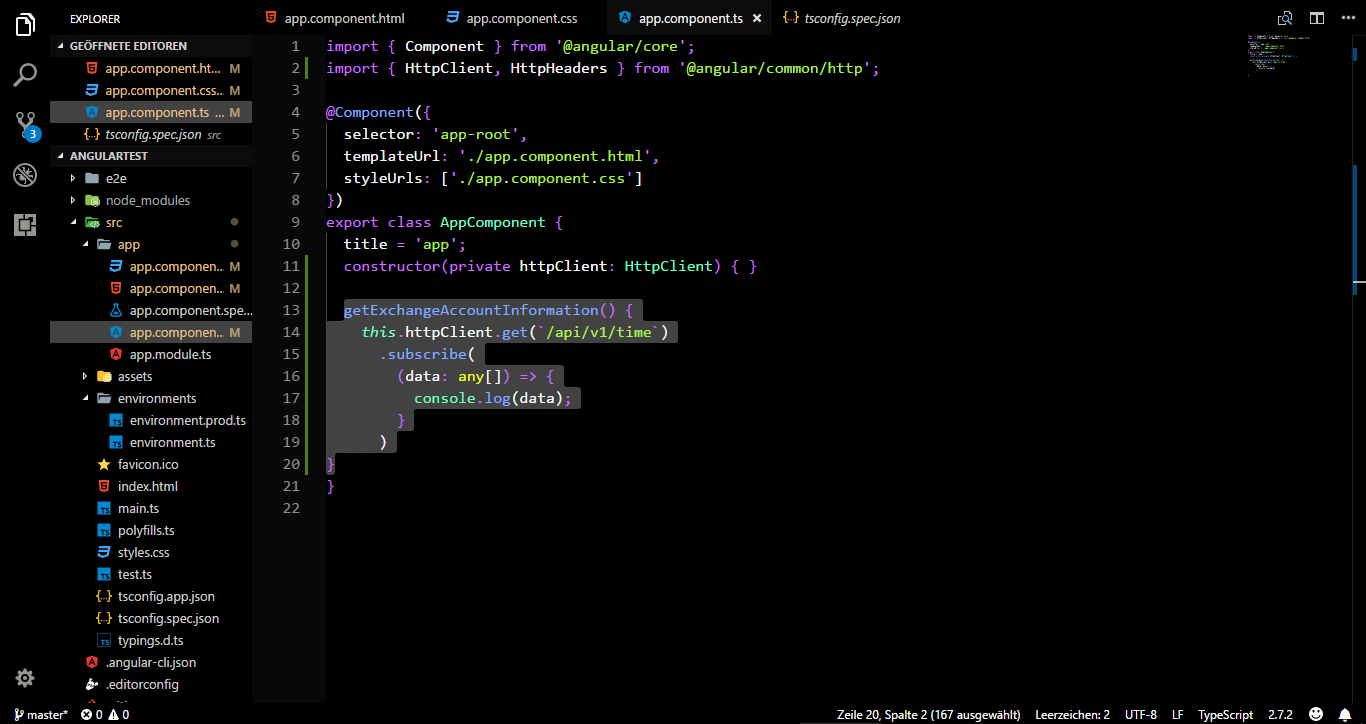 EXPLORER
GEÖFFNETE EDITOREN
app.component.ht... M
app.component.css... M
app.component.ts ... M
{..} tsconfig.spec.json src
3
ANGULARTEST
e2e
node_modules
src
app
app.componen... M
app.componen... M
app.component.spe...
app.componen... M
app.module.ts
assets
environments
TS environment.prod.ts
TS environment.ts
favicon.ico
index.html
TS main.ts
TS polyfills.ts
styles.css
TS test.ts
{..} tsconfig.app.json
{..} tsconfig.spec.json
TS typings.d.ts
.angular-cli.json
.editorconfig
app.component.html app.component.css app.component.ts × {..} tsconfig.spec.json
1 import { Component } from '@angular/core';
2 import { HttpClient, HttpHeaders } from '@angular/common/http';
3
4 @Component({
5 selector: 'app-root',
6 templateUrl: './app.component.html',
7 styleUrls: ['./app.component.css']
8 })
9 export class AppComponent {
10 title = 'app';
11 constructor(private httpClient: HttpClient) { }
12
13 getExchangeAccountInformation() {
14 this.httpClient.get(`/api/v1/time`)
15 .subscribe(
16 (data: any[]) => {
17 console.log(data);
18 }
19 )
20 }
21 }
22
master* 0 0 Zeile 20, Spalte 2 (167 ausgewählt) Leerzeichen: 2 UTF-8 LF TypeScript 2.7.2